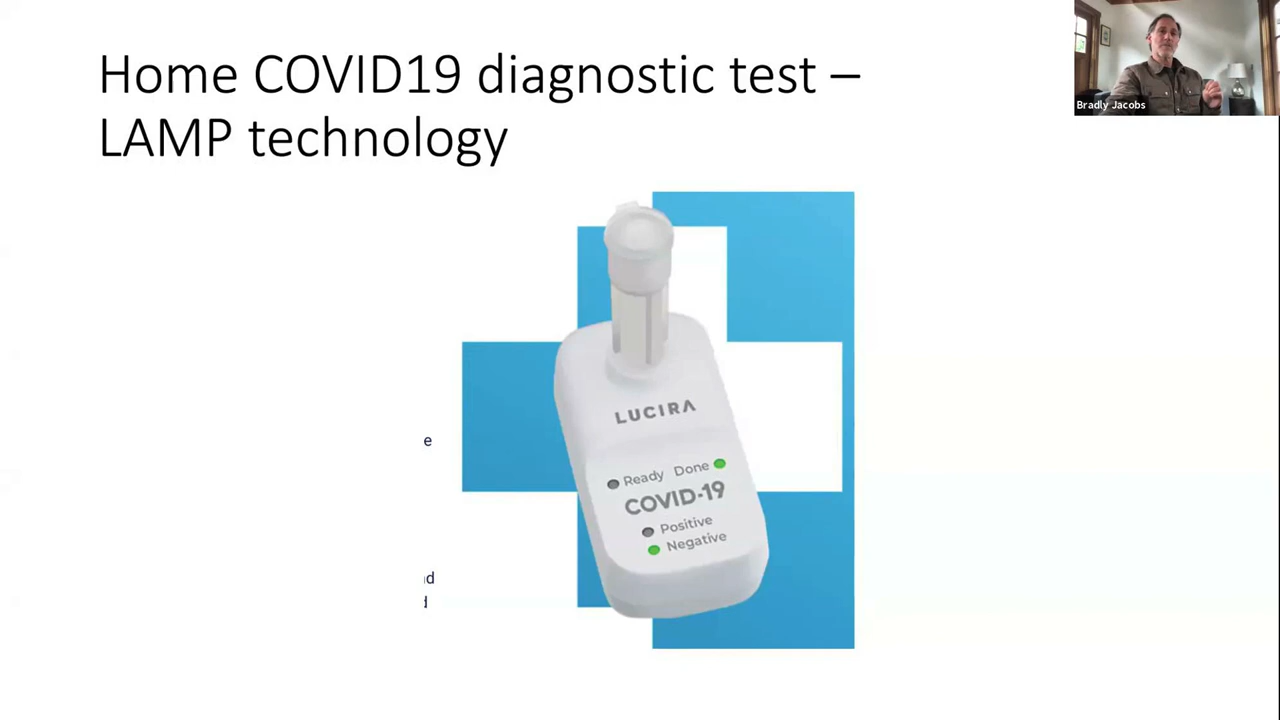 Home COVID19 diagnostic test –
LAMP technology
Bradly Jacobs
LUCIRA
Ready Done
COVID-19
Positive
Negative
e
d